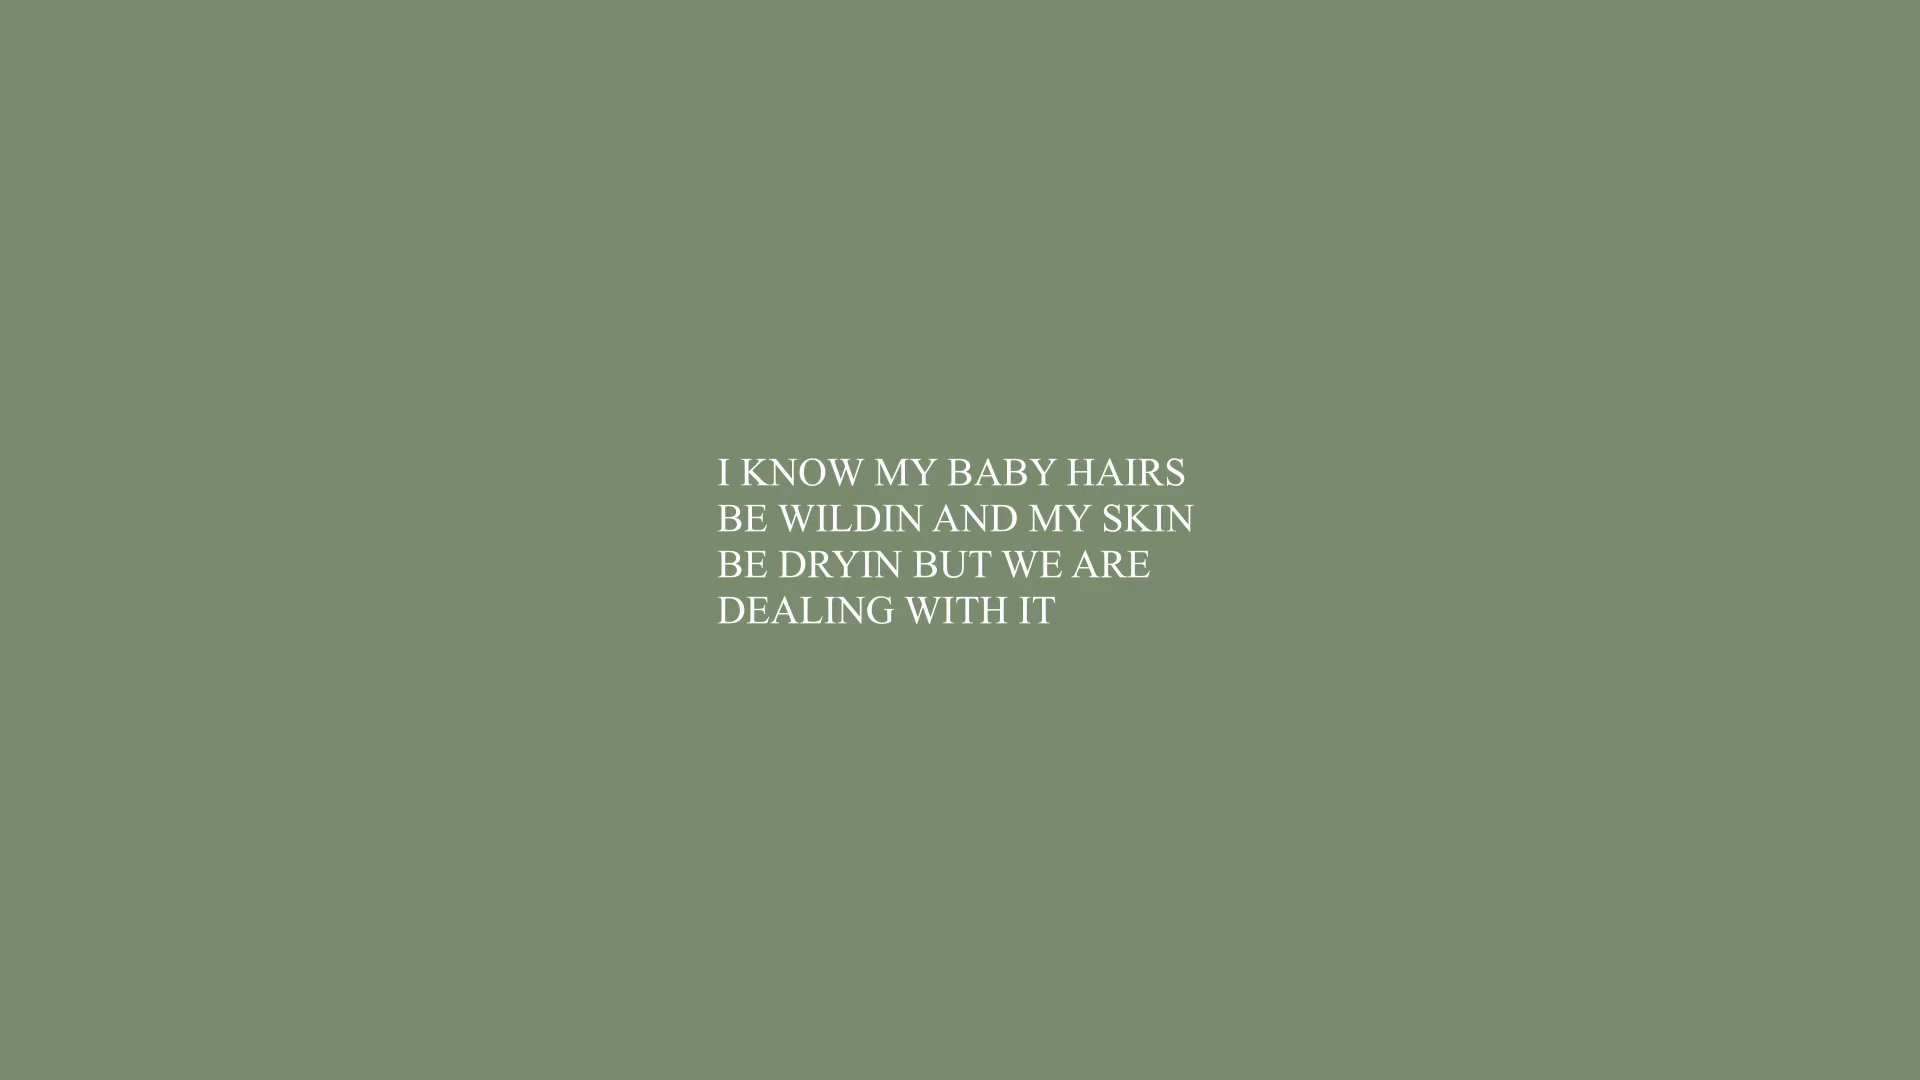 I KNOW MY BABY HAIRS
BE WILDIN AND MY SKIN
BE DRYIN BUT WE ARE
DEALING WITH IT